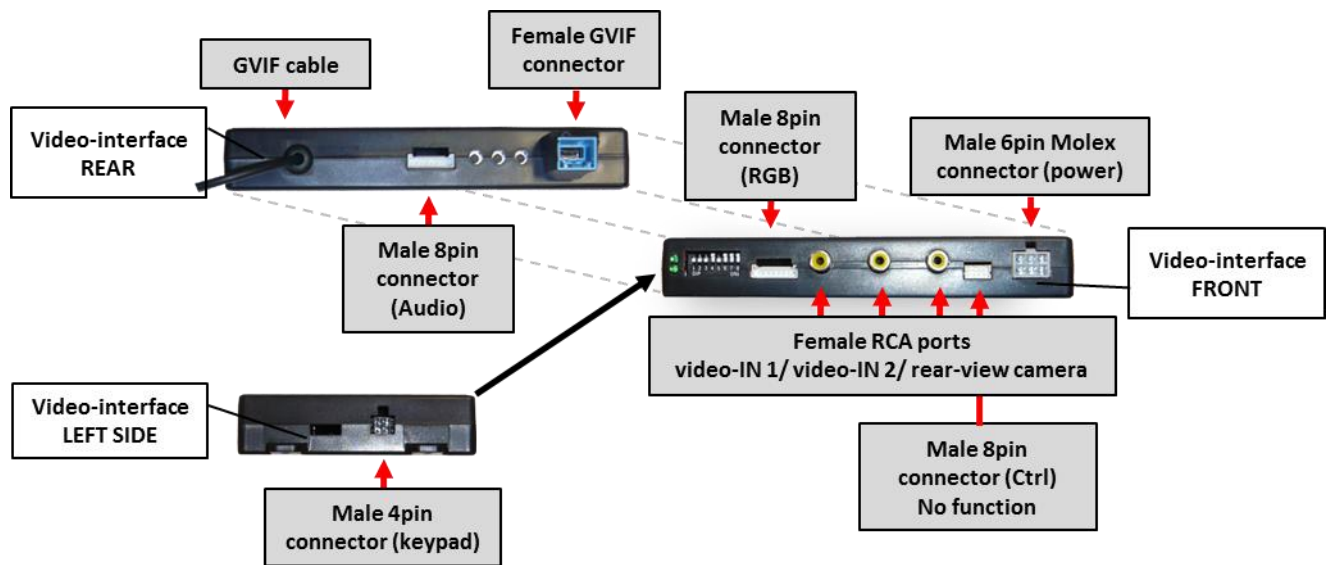 GVIF cable
Female GVIF
connector
Video-interface
REAR
Male 8pin
connector
(RGB)
Male 6pin Molex
connector (power)
Male 8pin
connector
(Audio)
Video-interface
FRONT
Female RCA ports
video-IN 1/ video-IN 2/ rear-view camera
Video-interface
LEFT SIDE
Male 8pin
connector (Ctrl)
No function
Male 4pin
connector (keypad)